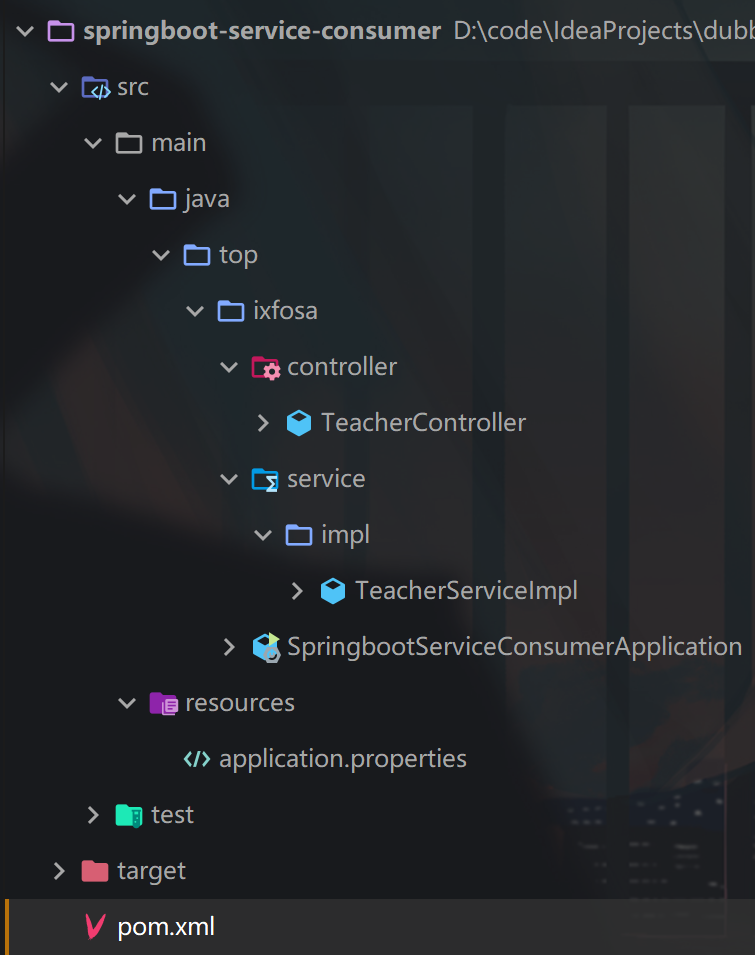 springboot-service-consumer D:\code\IdeaProjects\dubb
src
main
java
top
ixfosa
controller
TeacherController
service
impl
TeacherServiceImpl
SpringbootServiceConsumerApplication
resources
application.properties
test
target
pom.xml